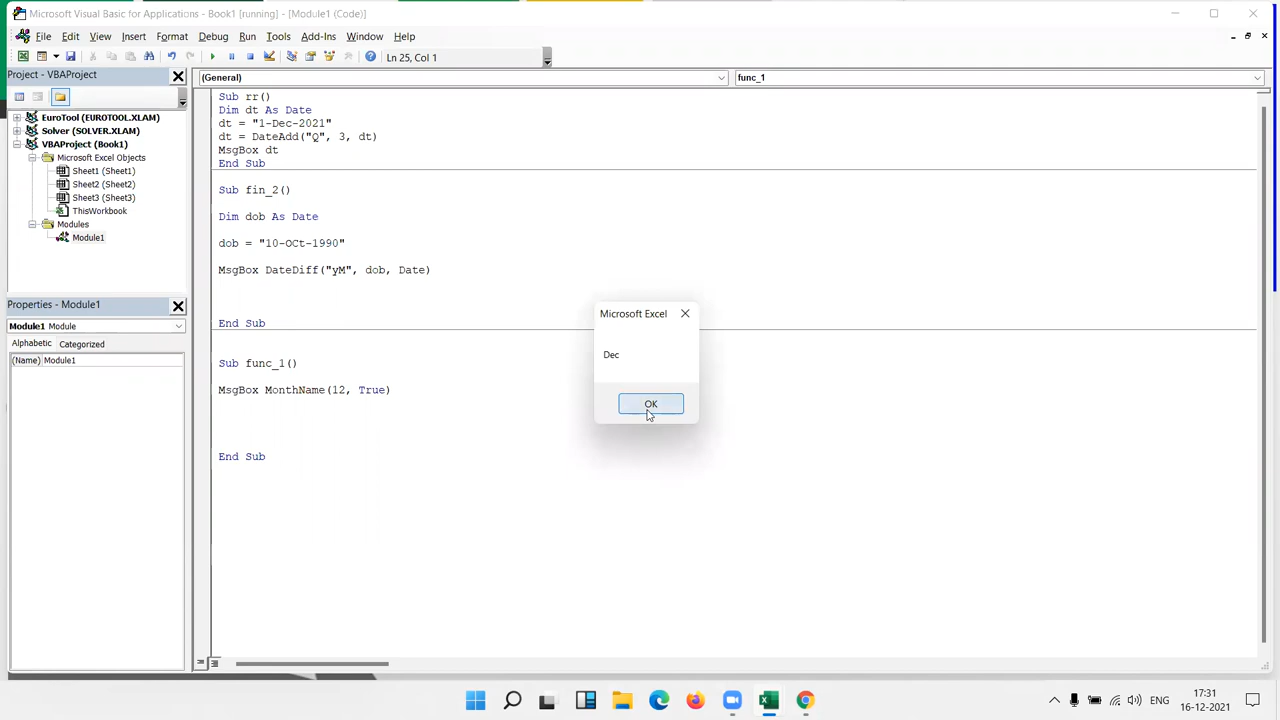 Microsoft Visual Basic for Applications - Book1 [running] - [Module1 (Code)]
File Edit View Insert Format Debug Run Tools Add-Ins Window Help
Ln 25, Col 1
Project - VBAProject
(General)
func_1
EuroTool (EUROTOOL.XLAM)
Solver (SOLVER.XLAM)
VBAProject (Book1)
Microsoft Excel Objects
Sheet1 (Sheet1)
Sheet2 (Sheet2)
Sheet3 (Sheet3)
ThisWorkbook
Modules
Module1
Properties - Module1
Module1 Module
Alphabetic Categorized
(Name) Module1
Sub rr()
Dim dt As Date
dt = "1-Dec-2021"
dt = DateAdd("Q", 3, dt)
MsgBox dt
End Sub
Sub fin_2()
Dim dob As Date
dob = "10-OCt-1990"
MsgBox DateDiff("yM", dob, Date)
End Sub
Sub func_1()
MsgBox MonthName(12, True)
End Sub
Microsoft Excel
Dec
OK
ENG
17:31
16-12-2021